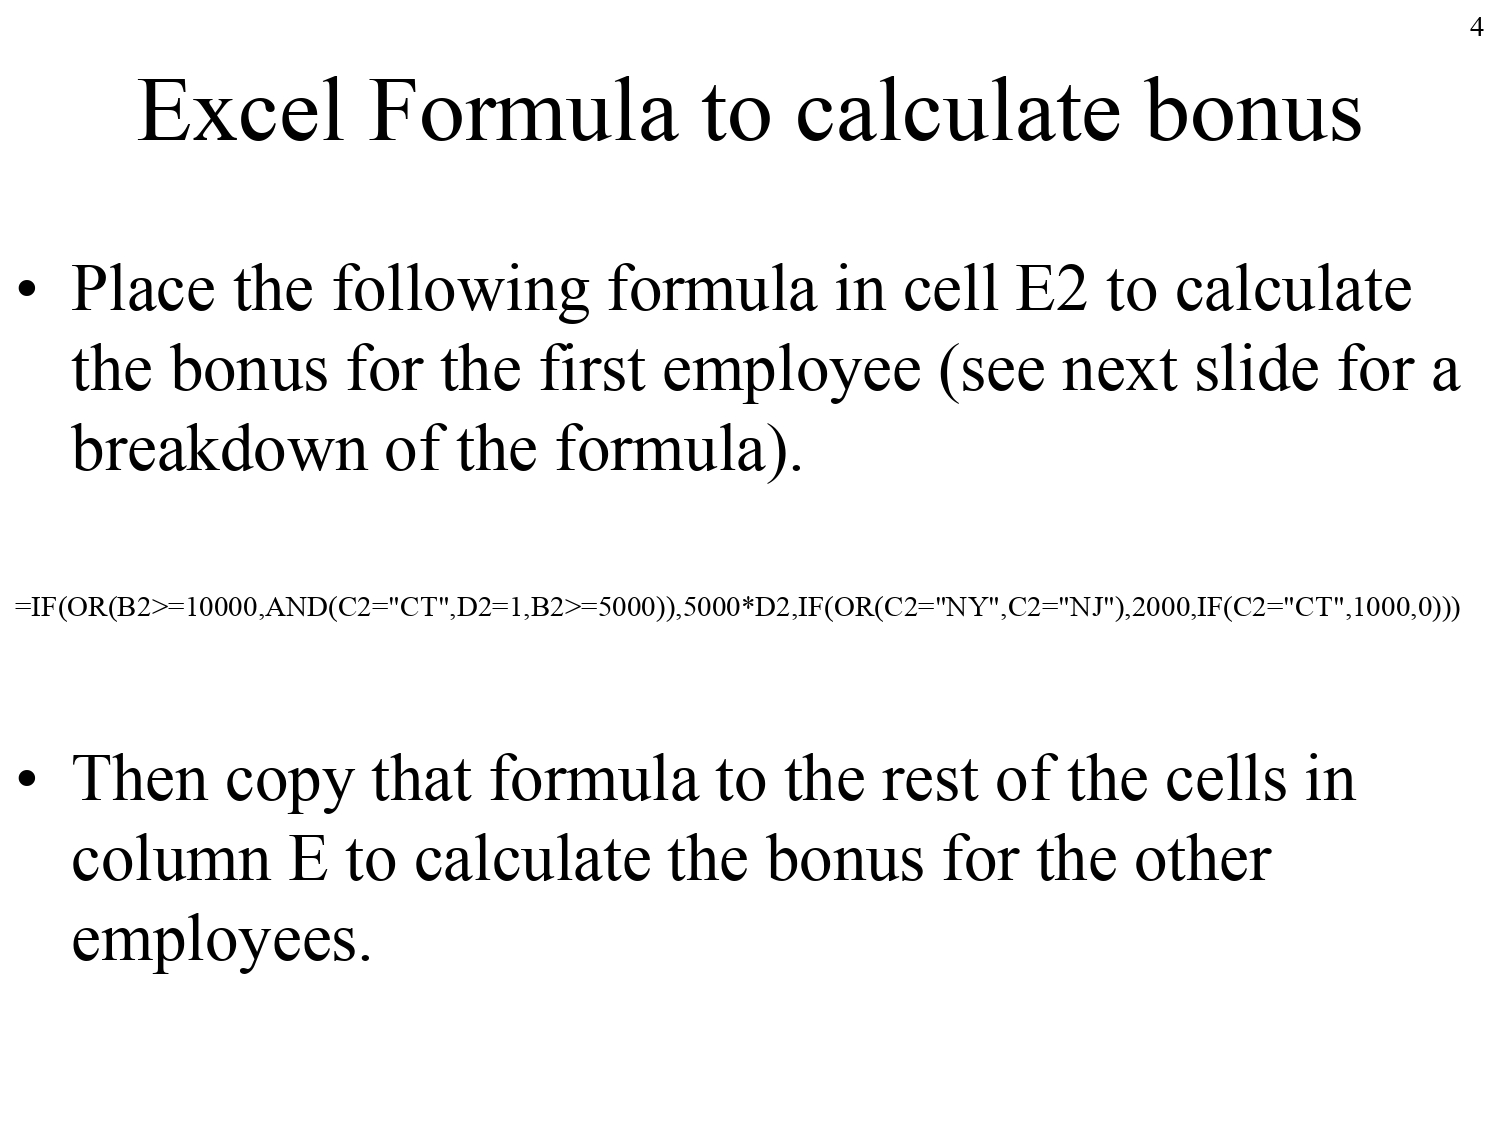 4
Excel Formula to calculate bonus
• Place the following formula in cell E2 to calculate
the bonus for the first employee (see next slide for a
breakdown of the formula).
=IF(OR(B2>=10000,AND(C2="CT",D2=1,B2>=5000)),5000*D2,IF(OR(C2="NY",C2="NJ"),2000,IF(C2="CT",1000,0)))
• Then copy that formula to the rest of the cells in
column E to calculate the bonus for the other
employees.